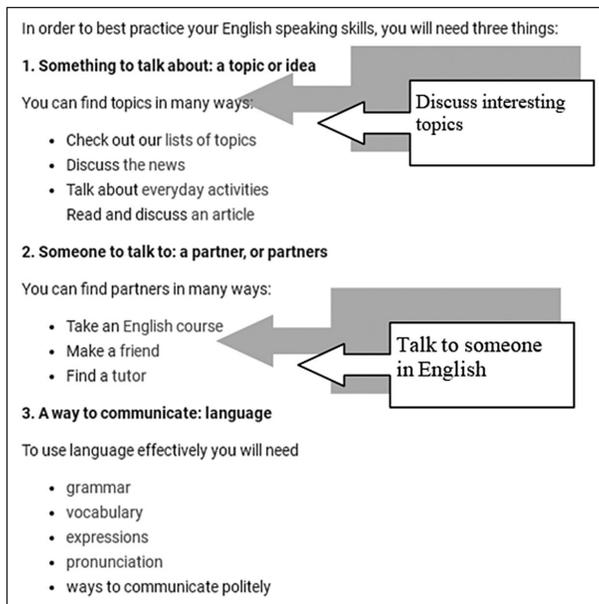 In order to best practice your English speaking skills, you will need three things:
1. Something to talk about: a topic or idea
You can find topics in many ways:
• Check out our lists of topics
• Discuss the news
• Talk about everyday activities
Read and discuss an article
Discuss interesting
topics
2. Someone to talk to: a partner, or partners
You can find partners in many ways:
• Take an English course
• Make a friend
• Find a tutor
Talk to someone
in English
3. A way to communicate: language
To use language effectively you will need
• grammar
• vocabulary
• expressions
• pronunciation
• ways to communicate politely